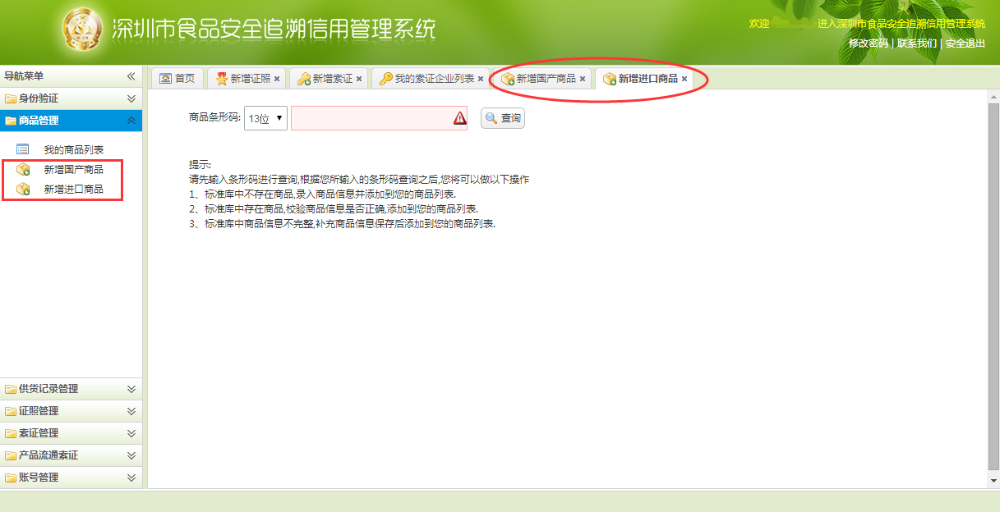 深圳市食品安全追溯信用管理系统
欢迎 进入深圳市食品安全追溯信用管理系统
修改密码 | 联系我们 | 安全退出
导航菜单
首页 新增证照 新增索证 我的索证企业列表 新增国产商品 新增进口商品
身份验证
商品管理
我的商品列表
新增国产商品
新增进口商品
供货记录管理
证照管理
索证管理
产品流通索证
账号管理
商品条形码: 13位 查询
提示:
请先输入条形码进行查询,根据您所输入的条形码查询之后,您将可以做以下操作
1、标准库中不存在商品,录入商品信息并添加到您的商品列表.
2、标准库中存在商品,校验商品信息是否正确,添加到您的商品列表.
3、标准库中商品信息不完整,补充商品信息保存后添加到您的商品列表.